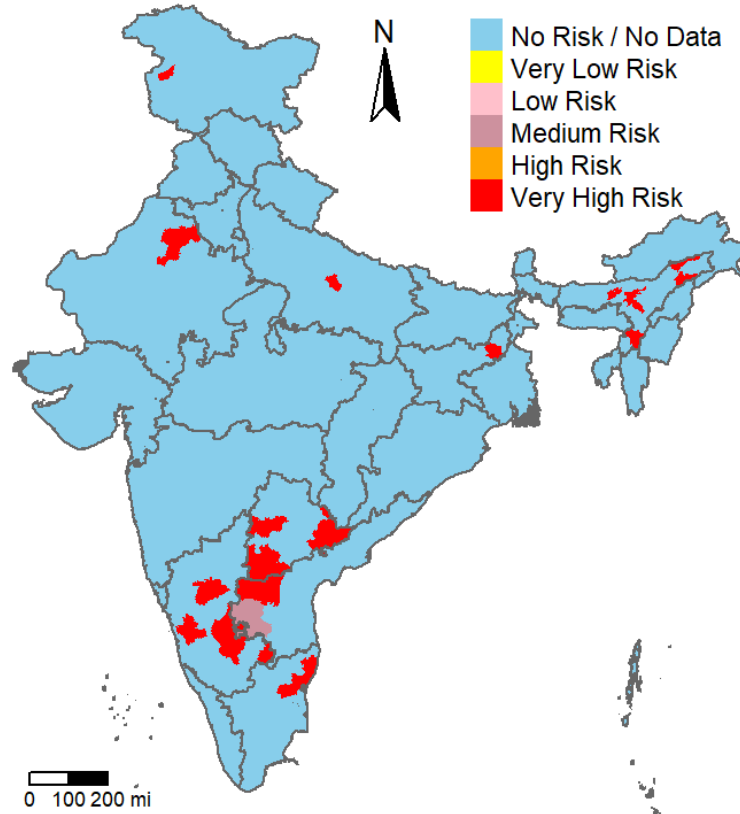 N
No Risk / No Data
Very Low Risk
Low Risk
Medium Risk
High Risk
Very High Risk
0 100 200 mi